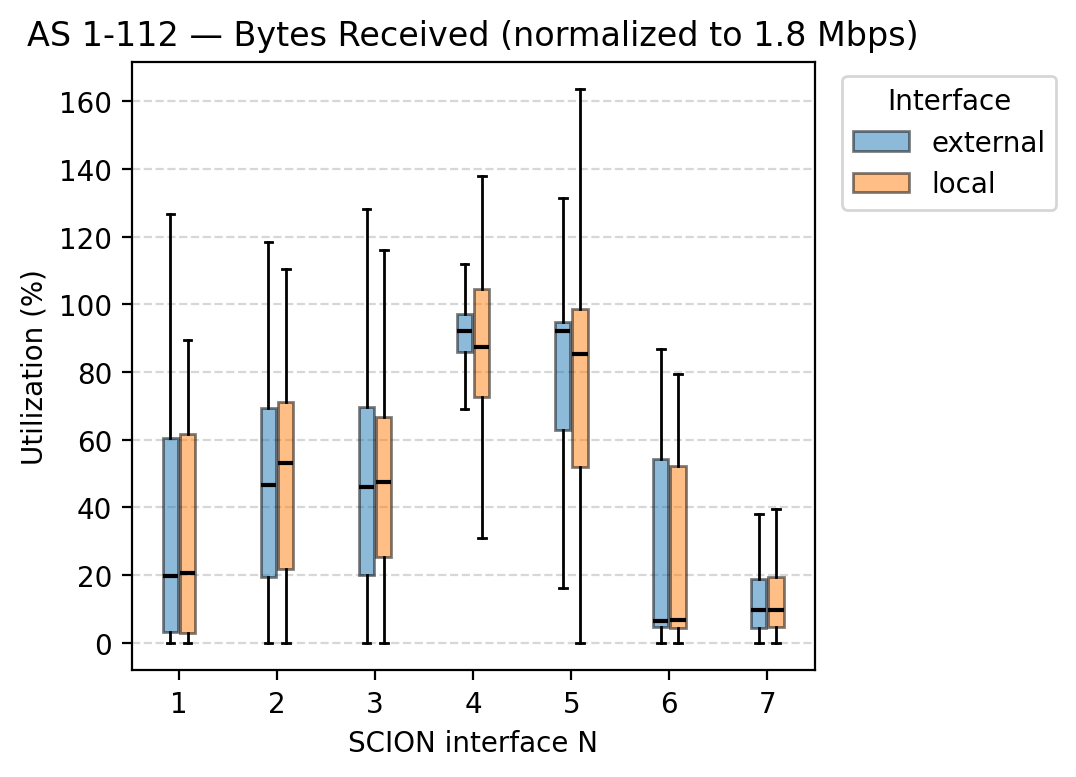 AS 1-112 — Bytes Received (normalized to 1.8 Mbps)
Interface
external
local
Utilization (%)
160
140
120
100
80
60
40
20
0
1 2 3 4 5 6 7
SCION interface N